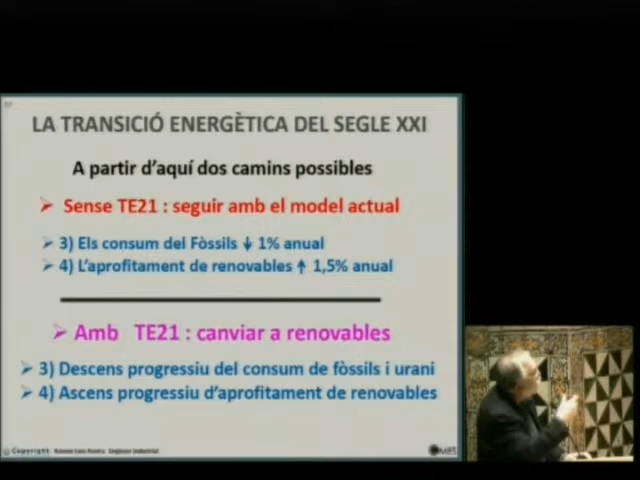 LA TRANSICIÓ ENERGÈTICA DEL SEGLE XXI
A partir d'aquí dos camins possibles
Sense TE21 : seguir amb el model actual
3) Els consum del Fòssils ↓ 1% anual
4) L'aprofitament de renovables ↑ 1,5% anual
Amb TE21 : canviar a renovables
3) Descens progressiu del consum de fòssils i urani
4) Ascens progressiu d'aprofitament de renovables
Copyright